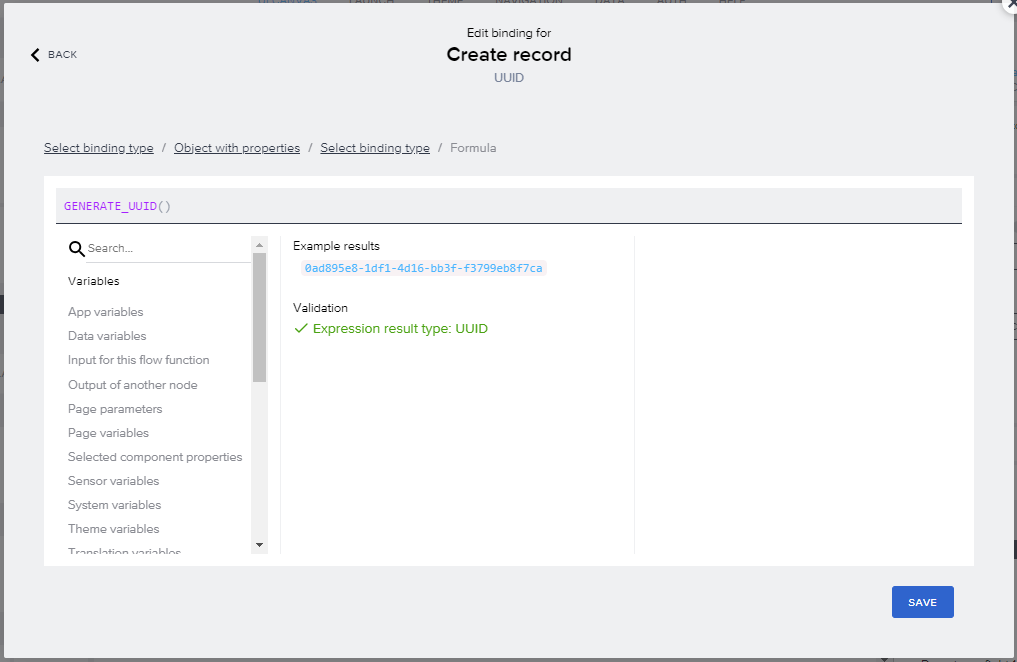 Edit binding for
BACK
Create record
UUID
Select binding type / Object with properties / Select binding type / Formula
GENERATE_UUID()
Search...
Variables
App variables
Data variables
Input for this flow function
Output of another node
Page parameters
Page variables
Selected component properties
Sensor variables
System variables
Theme variables
Translation variables
Example results
0ad895e8-1df1-4d16-bb3f-f3799eb8f7ca
Validation
Expression result type: UUID
SAVE